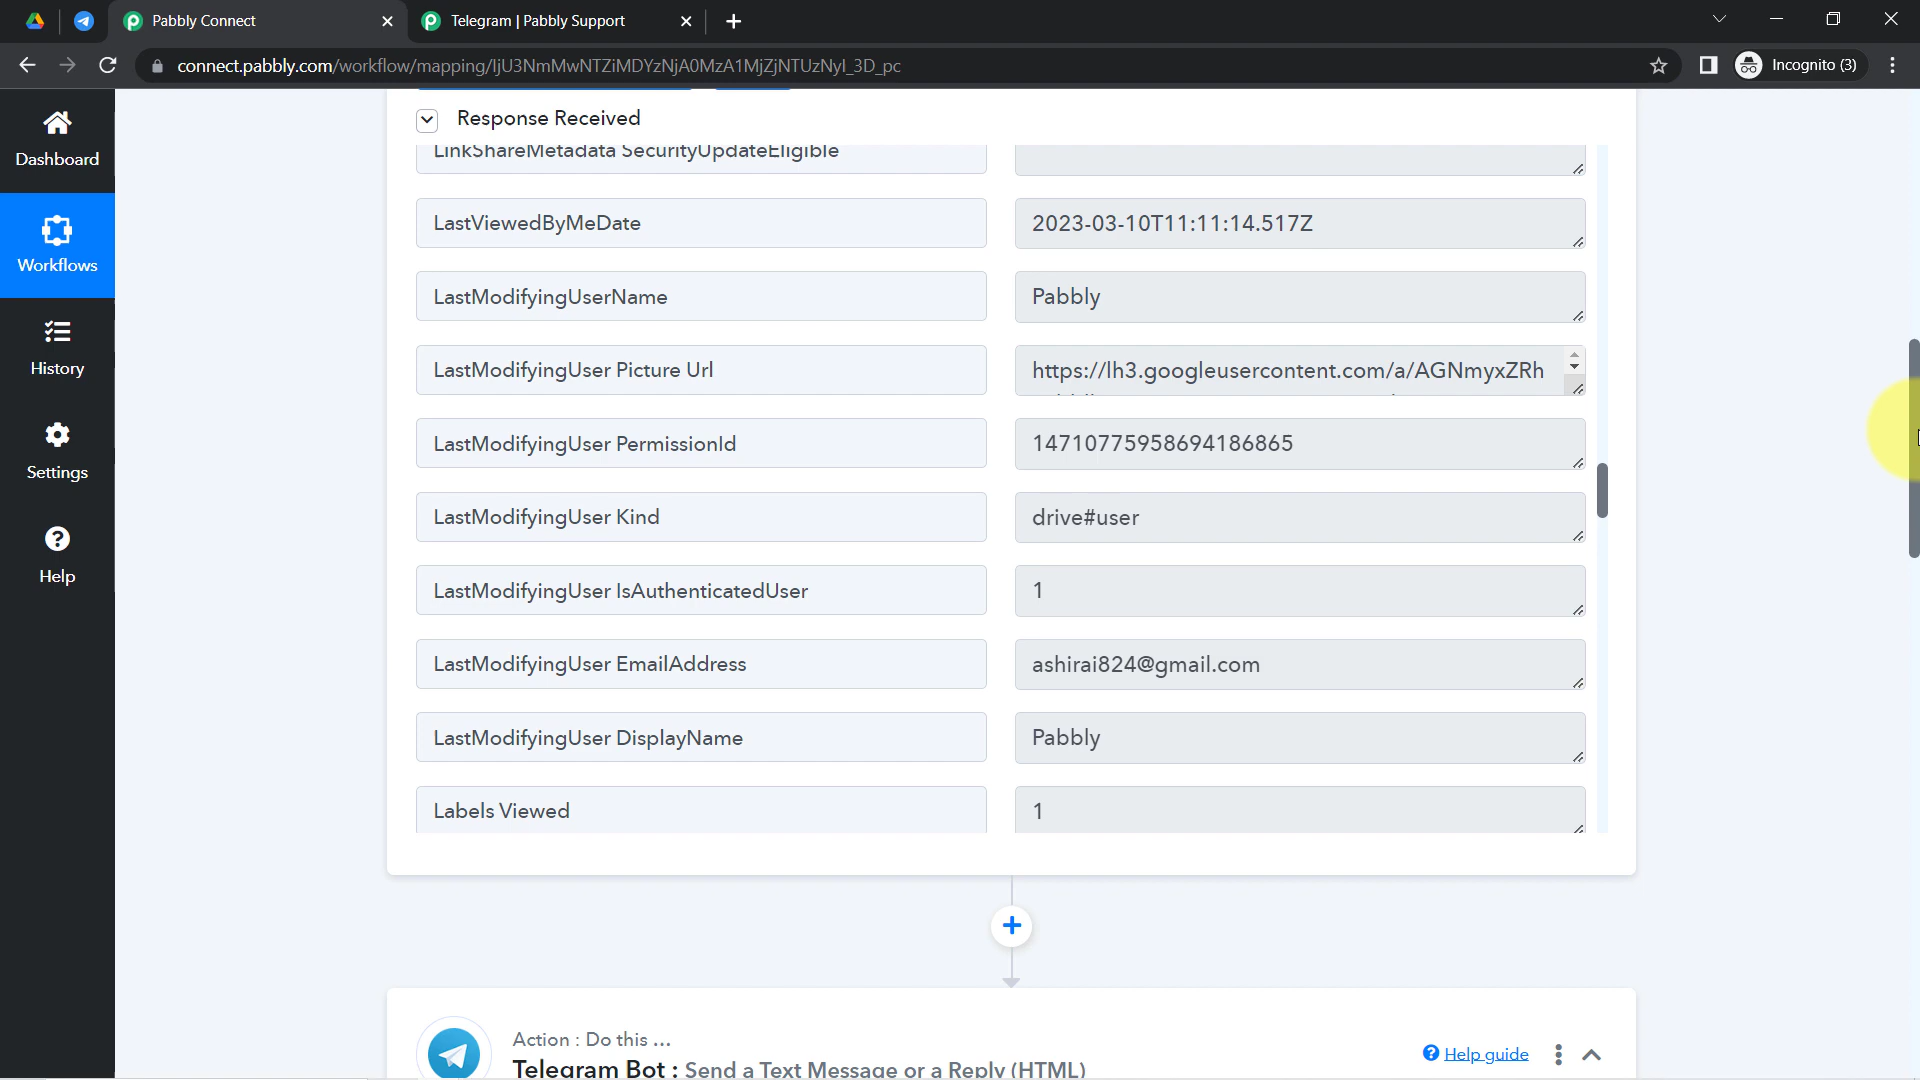 Pabbly Connect
Telegram | Pabbly Support
connect.pabbly.com/workflow/mapping/IjU3NmMwNTZiMDYzNjA0MzA1MjZjNTUzNyI_3D_pc
Incognito (3)
Dashboard
Workflows
History
Settings
Help
Response Received
LinkShareMetadata SecurityUpdateEligible
LastViewedByMeDate
2023-03-10T11:11:14.517Z
LastModifyingUserName
Pabbly
LastModifyingUser Picture Url
https://lh3.googleusercontent.com/a/AGNmyxZRh
LastModifyingUser PermissionId
14710775958694186865
LastModifyingUser Kind
drive#user
LastModifyingUser IsAuthenticatedUser
1
LastModifyingUser EmailAddress
ashirai824@gmail.com
LastModifyingUser DisplayName
Pabbly
Labels Viewed
1
Action : Do this ...
Telegram Bot : Send a Text Message or a Reply (HTML)
Help guide